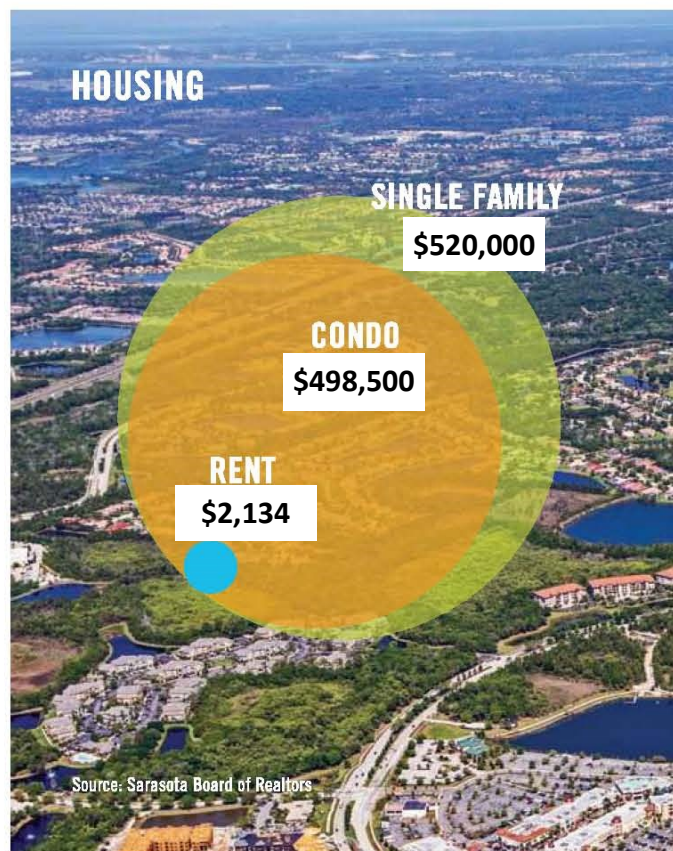 HOUSING
SINGLE FAMILY
$520,000
CONDO
$498,500
RENT
$2,134
Source: Sarasota Board of Realtors